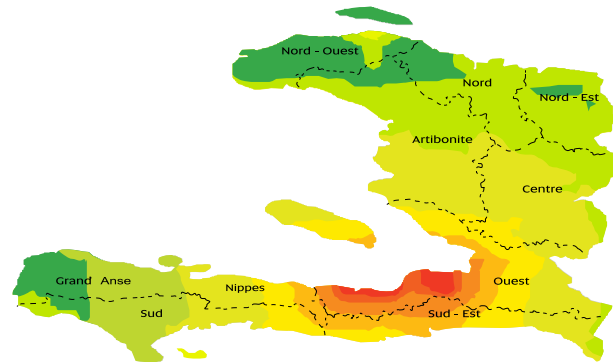 Nord - Ouest
Nord
Nord - Est
Artibonite
Centre
Grand Anse
Nippes
Ouest
Sud
Sud - Est